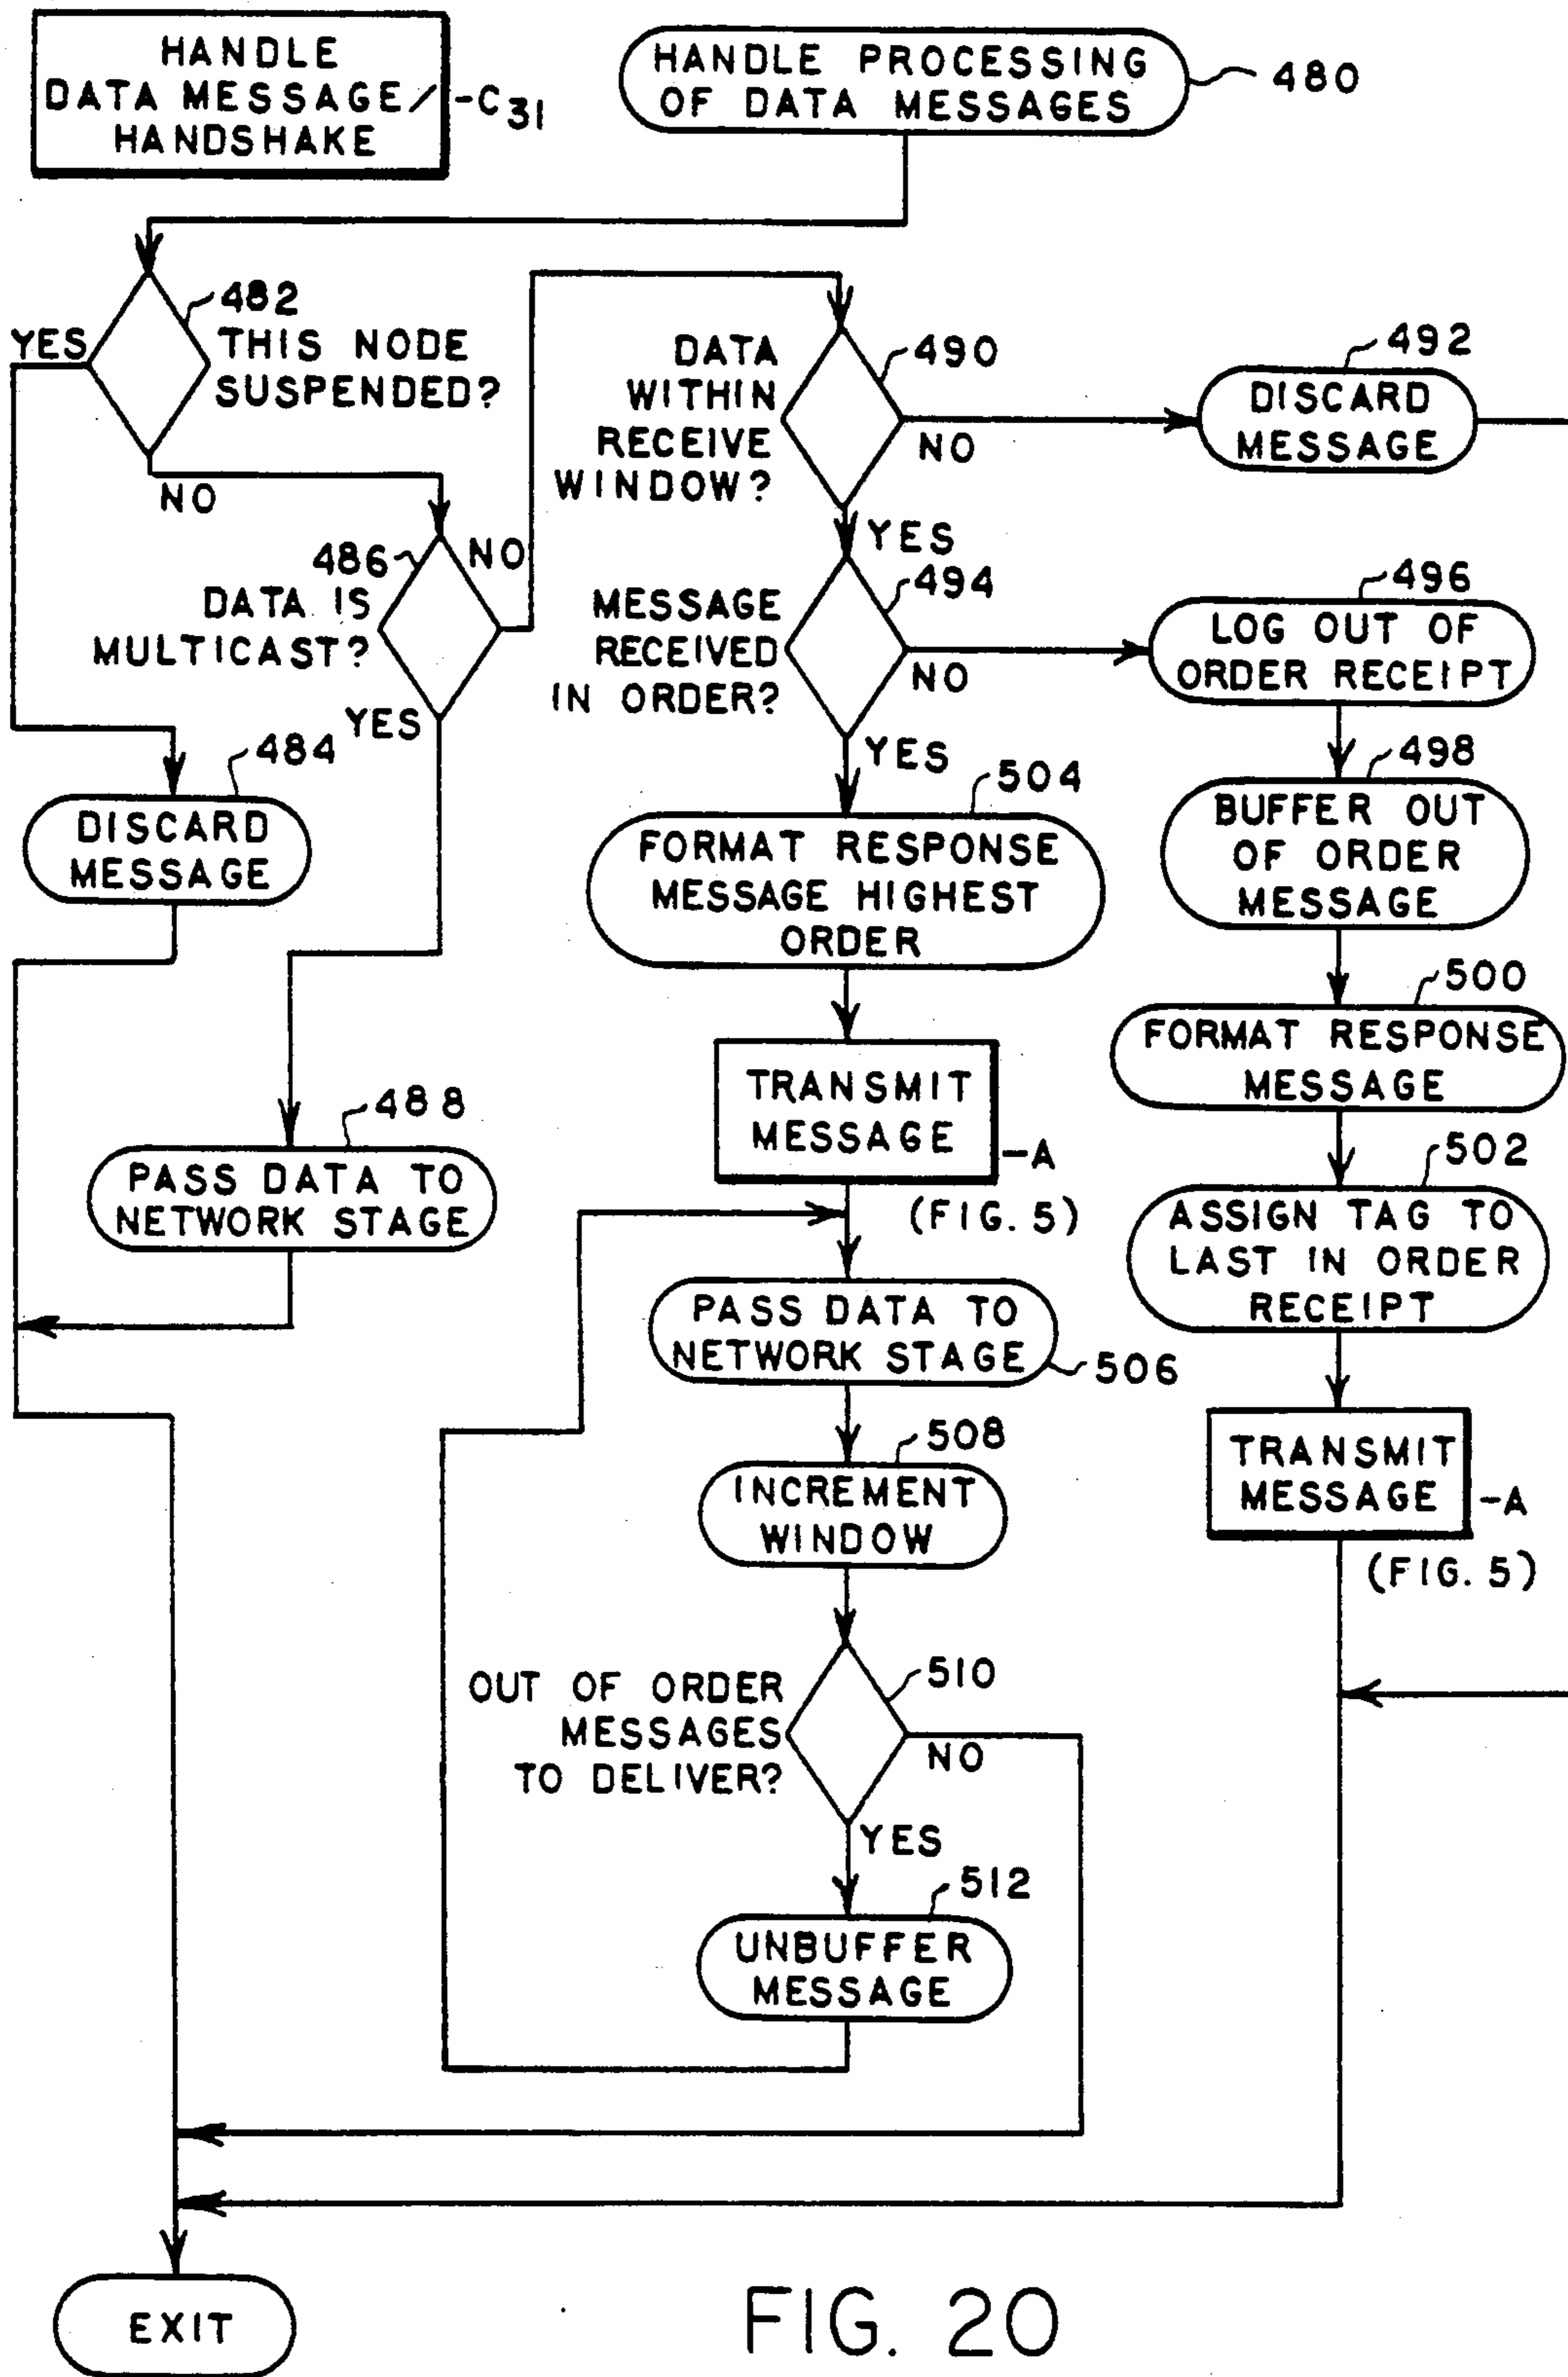 HANDLE
DATA MESSAGE/
HANDSHAKE
-C31
HANDLE PROCESSING
OF DATA MESSAGES
480
482
THIS NODE
SUSPENDED?
YES
NO
484
DISCARD
MESSAGE
486
DATA IS
MULTICAST?
NO
YES
488
PASS DATA TO
NETWORK STAGE
490
DATA
WITHIN
RECEIVE
WINDOW?
NO
YES
492
DISCARD
MESSAGE
494
MESSAGE
RECEIVED
IN ORDER?
NO
YES
496
LOG OUT OF
ORDER RECEIPT
498
BUFFER OUT
OF ORDER
MESSAGE
500
FORMAT RESPONSE
MESSAGE
502
ASSIGN TAG TO
LAST IN ORDER
RECEIPT
TRANSMIT
MESSAGE
-A
(FIG. 5)
504
FORMAT RESPONSE
MESSAGE HIGHEST
ORDER
TRANSMIT
MESSAGE
-A
(FIG. 5)
PASS DATA TO
NETWORK STAGE
506
508
INCREMENT
WINDOW
510
OUT OF ORDER
MESSAGES
TO DELIVER?
NO
YES
512
UNBUFFER
MESSAGE
EXIT
FIG. 20